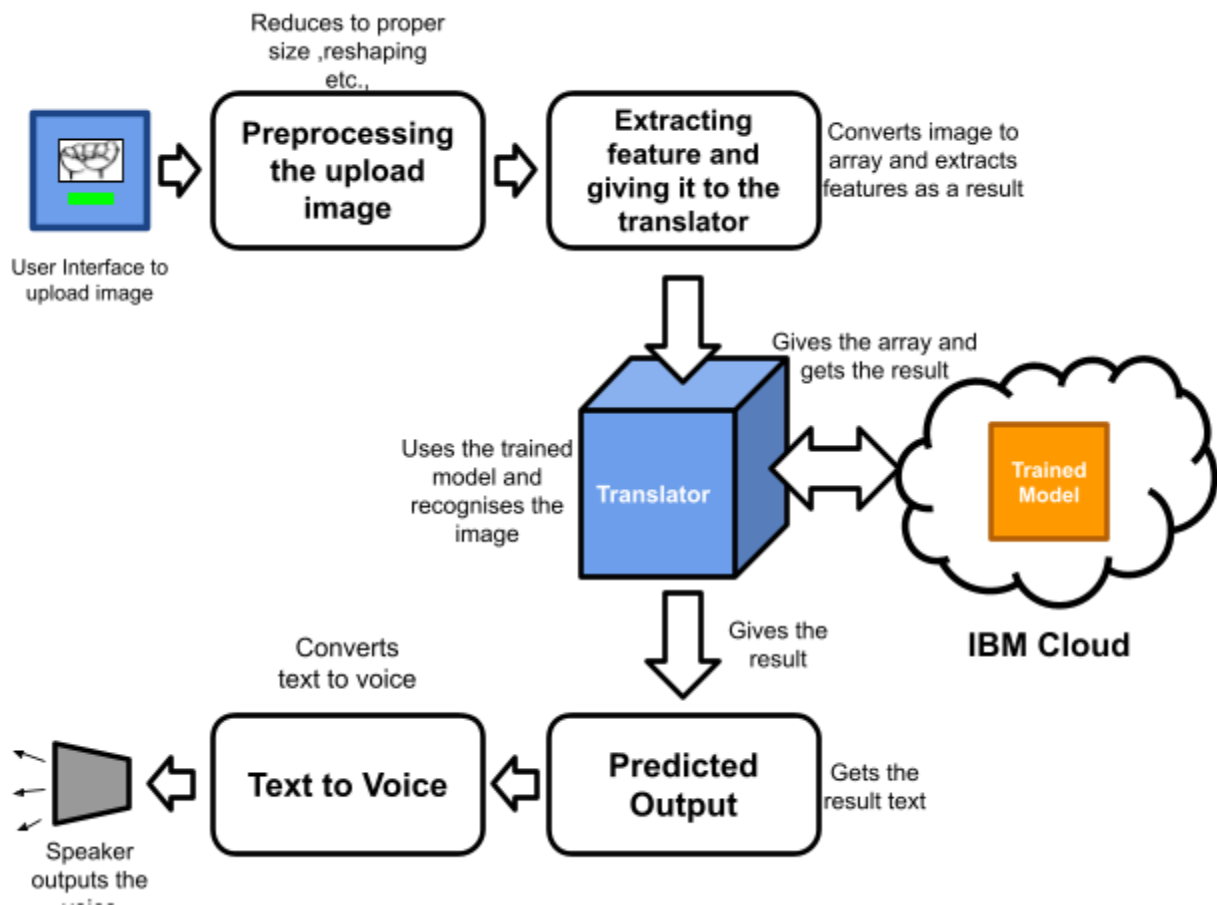 Reduces to proper
size ,reshaping
etc.,
Preprocessing
the upload
image
Extracting
feature and
giving it to the
translator
Converts image to
array and extracts
features as a result
User Interface to
upload image
Gives the array and
gets the result
Uses the trained
model and
recognises the
image
Translator
Trained
Model
IBM Cloud
Gives the
result
Converts
text to voice
Text to Voice
Predicted
Output
Gets the
result text
Speaker
outputs the